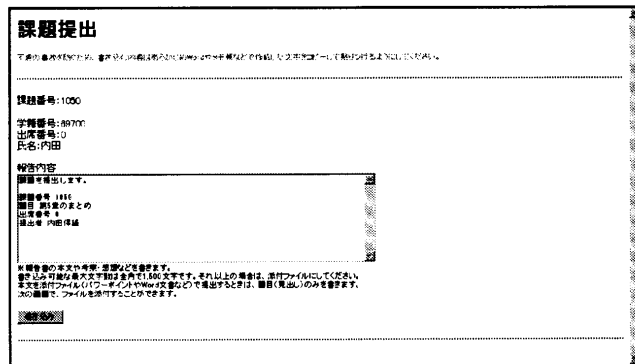 課題提出
課題番号:1050
学籍番号:89700
出席番号:0
氏名:内田
報告内容
課題を提出します。
課題番号 1050
題目 第5章のまとめ
出席番号 0
提出者 内田
※報告書の本文や考察・感想などを書きます。
書き込み可能な最大文字数は全角で1,500文字です。それ以上の場合は、添付ファイルにしてください。
本文を添付ファイル(パワーポイントやWord文書など)で提出するときは、題目(見出し)のみを書きます。
次の画面で、ファイルを添付することができます。
書き込み